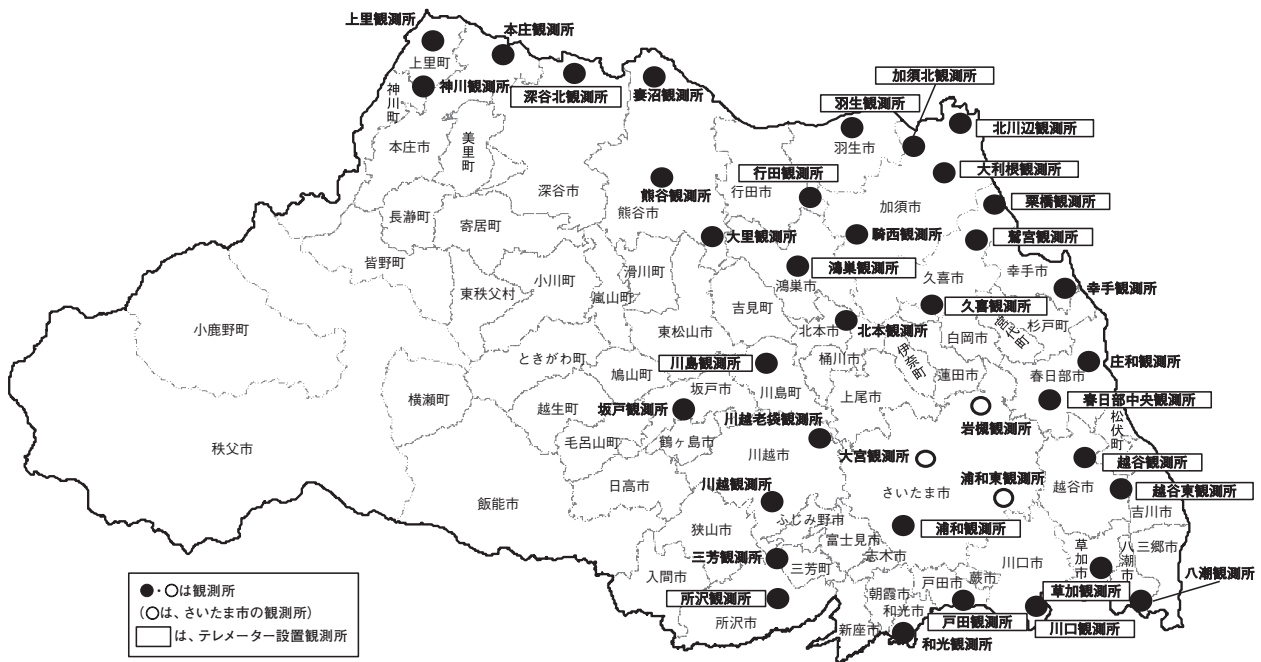 上里観測所
本庄観測所
上里町
神川観測所
神川町
深谷北観測所
妻沼観測所
加須北観測所
羽生観測所
北川辺観測所
羽生市
本庄市
美里町
大利根観測所
行田観測所
行田市
深谷市
熊谷観測所
熊谷市
加須市
栗橋観測所
長瀞町
寄居町
大里観測所
騎西観測所
鷲宮観測所
皆野町
滑川町
鴻巣観測所
鴻巣市
久喜市
幸手市
東秩父村
小川町
嵐山町
吉見町
久喜観測所
幸手観測所
小鹿野町
東松山市
北本市
北本観測所
白岡市
宮代町
杉戸町
ときがわ町
鳩山町
川島観測所
桶川市
伊奈町
蓮田市
春日部市
庄和観測所
坂戸市
川島町
上尾市
横瀬町
越生町
坂戸観測所
川越老袋観測所
岩槻観測所
春日部中央観測所
松伏町
秩父市
毛呂山町
鶴ヶ島市
川越市
大宮観測所
越谷観測所
日高市
川越観測所
さいたま市
浦和東観測所
越谷市
越谷東観測所
飯能市
吉川市
狭山市
ふじみ野市
富士見市
浦和観測所
三芳観測所
三芳町
志木市
川口市
草加市
八潮市
三郷市
入間市
朝霞市
戸田市
蕨市
八潮観測所
所沢観測所
和光市
草加観測所
所沢市
新座市
戸田観測所
川口観測所
和光観測所
●・○は観測所
（○は、さいたま市の観測所）
は、テレメーター設置観測所